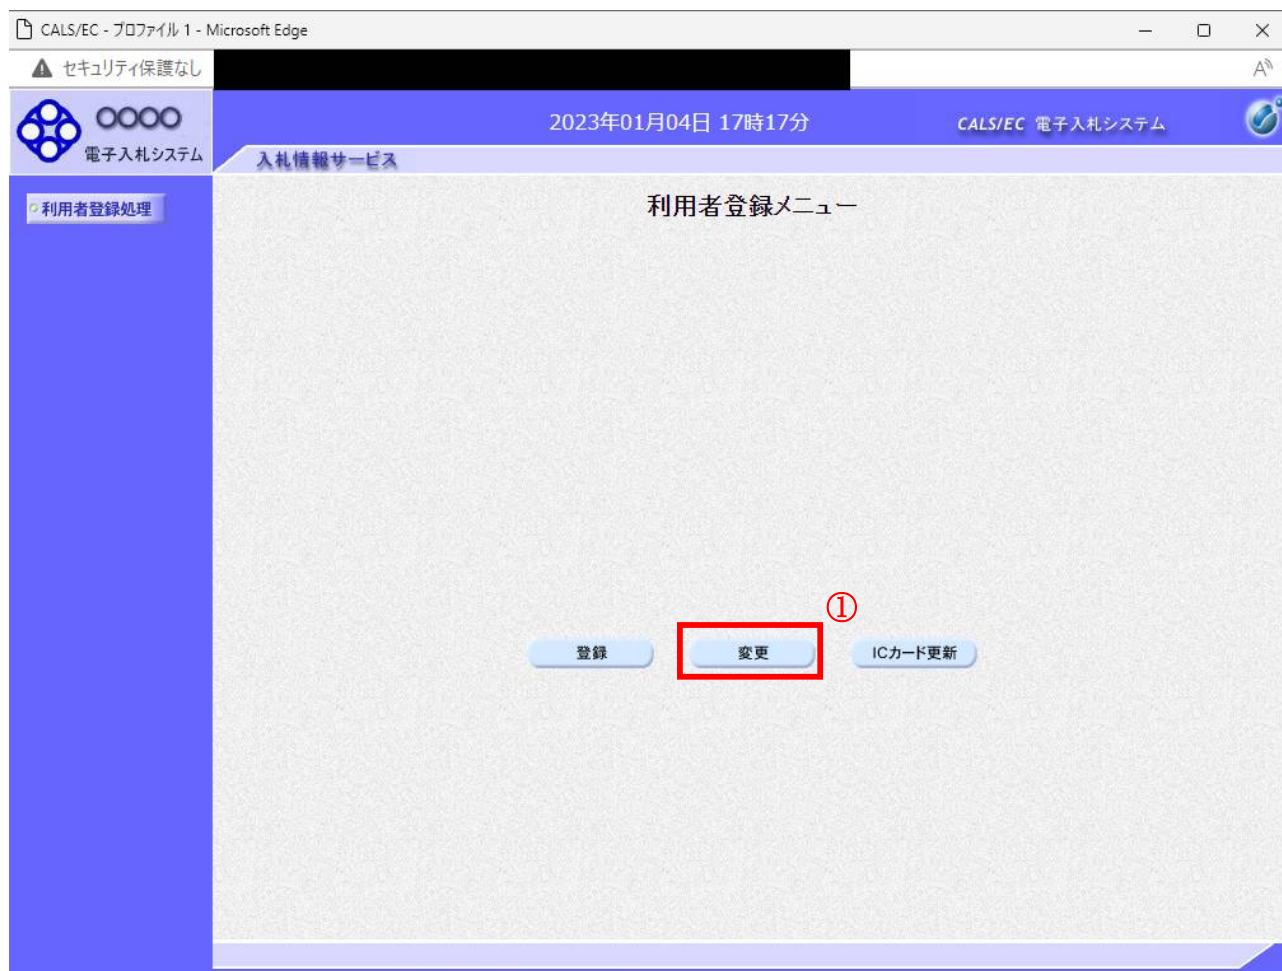 CALS/EC - プロファイル 1 - Microsoft Edge
セキュリティ保護なし
〇〇〇〇
電子入札システム
2023年01月04日 17時17分
CALS/EC 電子入札システム
入札情報サービス
利用者登録処理
利用者登録メニュー
①
登録
変更
ICカード更新